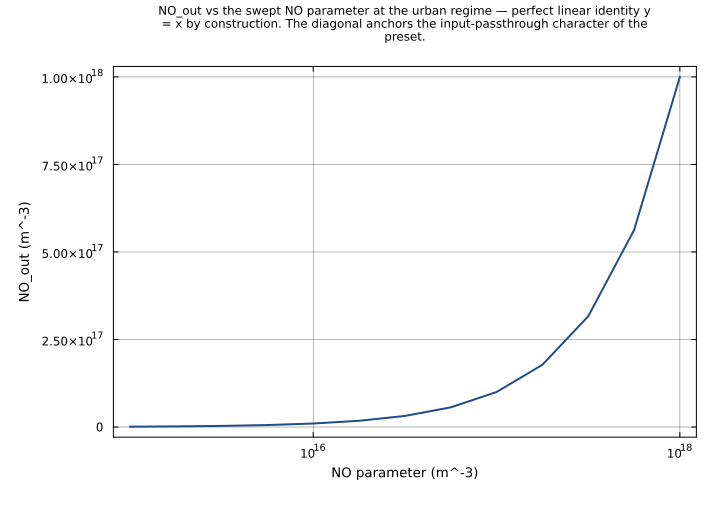 NO_out vs the swept NO parameter at the urban regime — perfect linear identity y
= x by construction. The diagonal anchors the input-passthrough character of the
preset.
1.00×10^18
7.50×10^17
5.00×10^17
2.50×10^17
0
NO_out (m^-3)
10^16
10^18
NO parameter (m^-3)